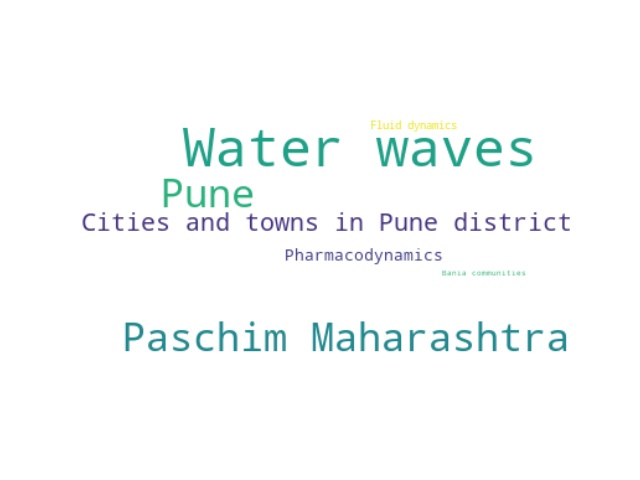 Fluid dynamics
Water waves
Pune
Cities and towns in Pune district
Pharmacodynamics
Bania communities
Paschim Maharashtra